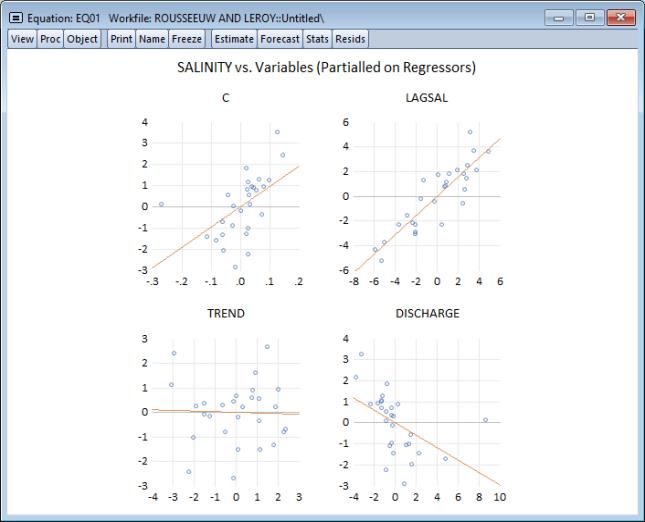 Equation: EQ01 Workfile: ROUSSEEUW AND LEROY::Untitled\
View Proc Object Print Name Freeze Estimate Forecast Stats Resids
SALINITY vs. Variables (Partialled on Regressors)
C
4
3
2
1
0
-1
-2
-3
-.3 -.2 -.1 .0 .1 .2
LAGSAL
6
4
2
0
-2
-4
-6
-8 -6 -4 -2 0 2 4 6
TREND
3
2
1
0
-1
-2
-3
-4 -3 -2 -1 0 1 2 3
DISCHARGE
4
3
2
1
0
-1
-2
-3
-4 -2 0 2 4 6 8 10